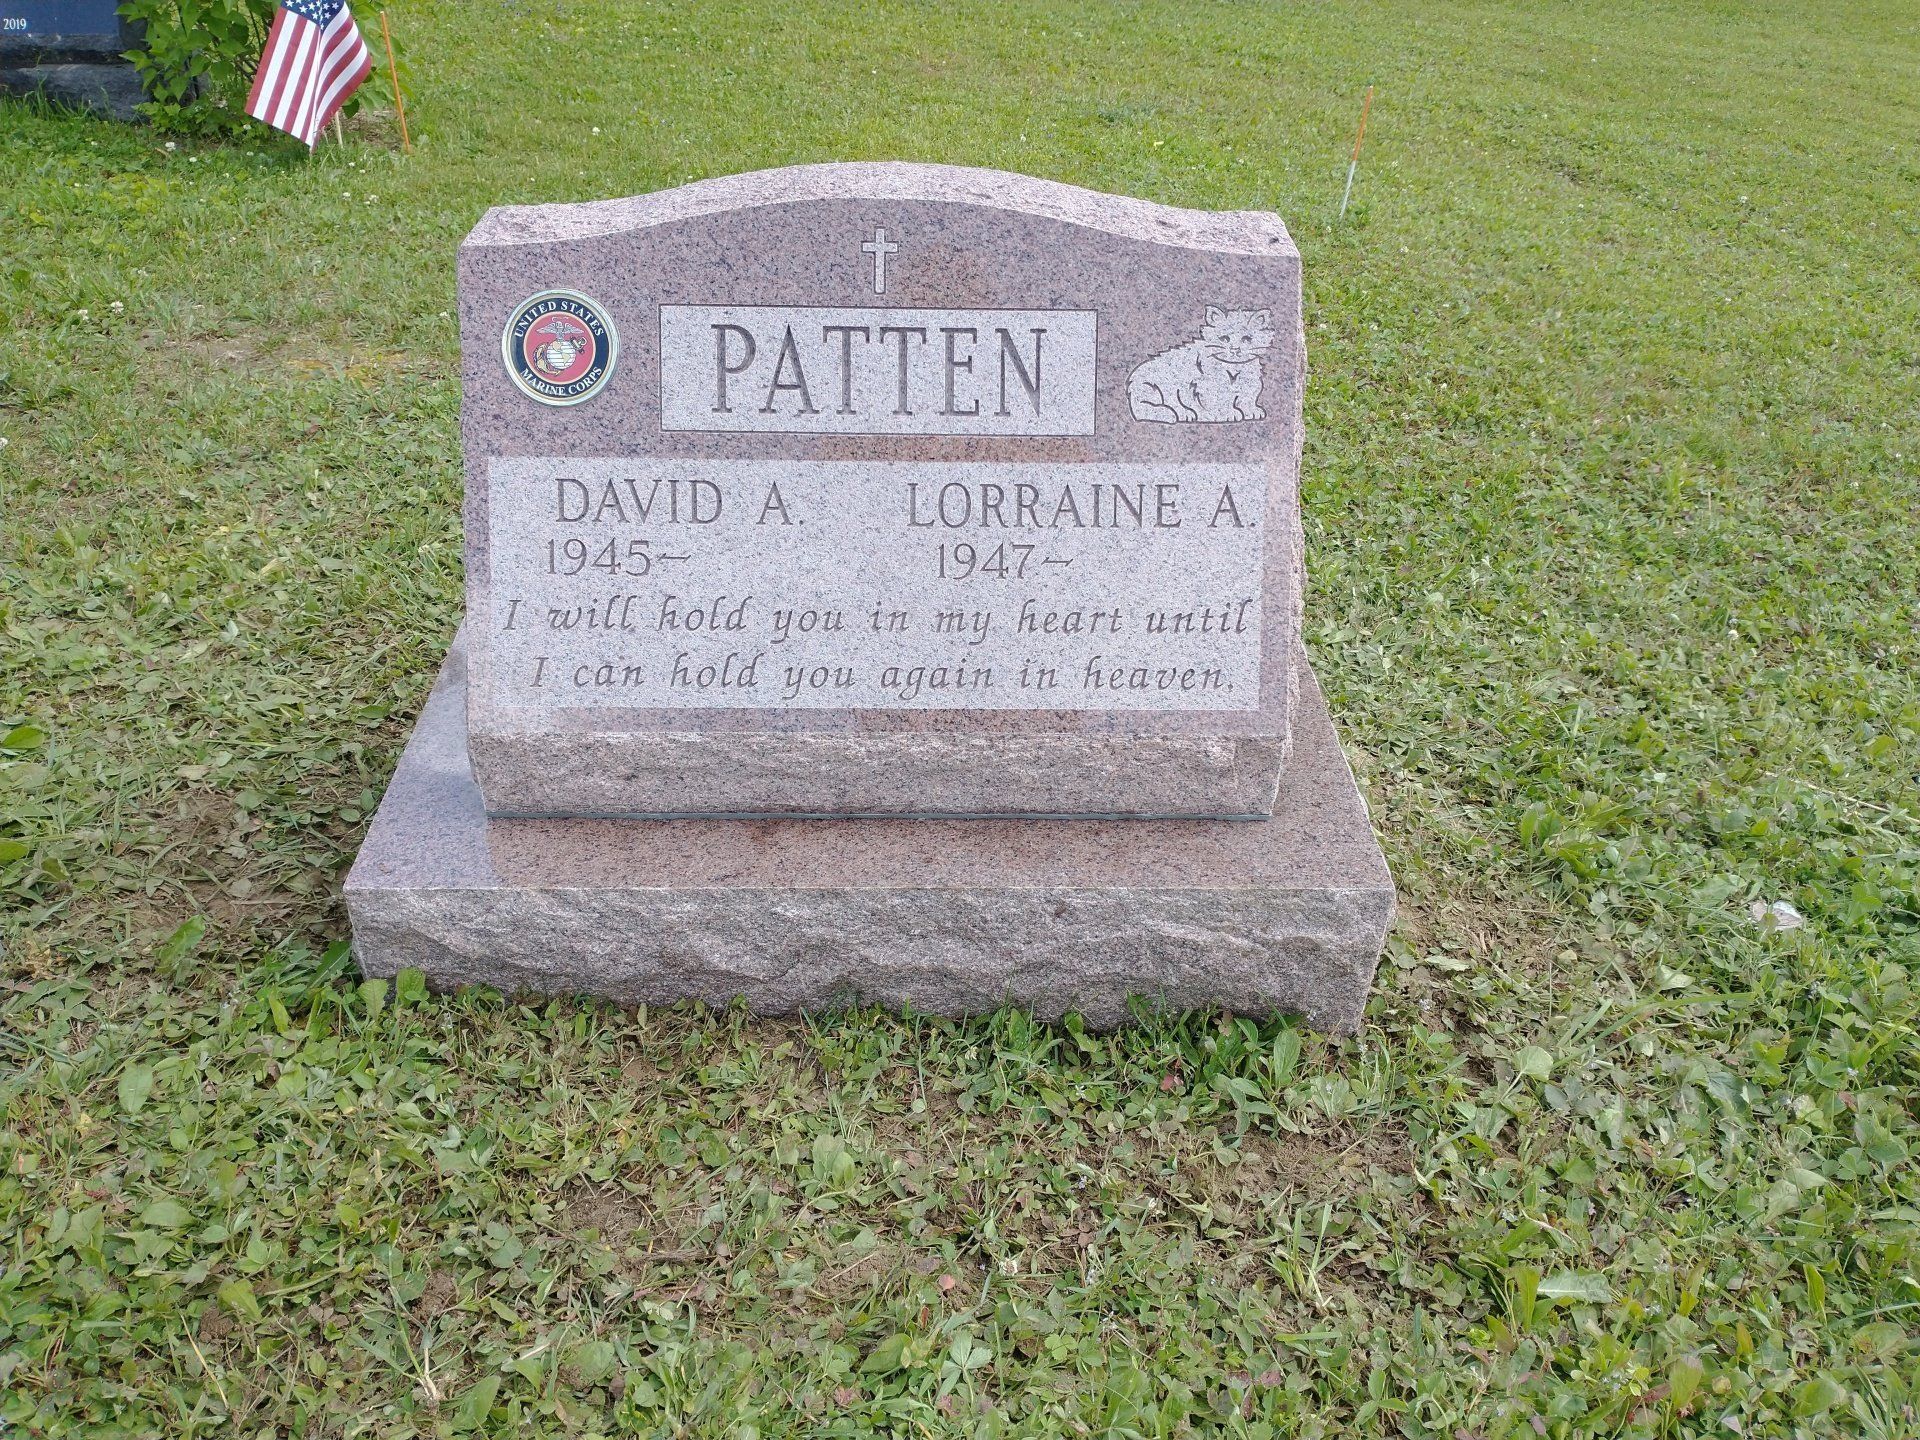 2019
UNITED STATES
MARINE CORPS
PATTEN
DAVID A. LORRAINE A.
1945- 1947-
I will hold you in my heart until
I can hold you again in heaven.